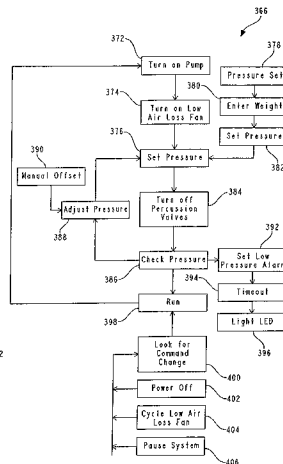 366
372
Turn on Pump
378
Pressure Set
374
380
Turn on Low
Air Loss Fan
Enter Weight
376
390
Set Pressure
Set Pressure
382
Manual Offset
384
Turn off
Percussion
Valves
Adjust Pressure
388
392
Check Pressure
Set Low
Pressure Alarm
386
394
Run
Timeout
398
Light LED
396
2
Look for
Command
Change
400
Power Off
402
Cycle Low Air
Loss Fan
404
Pause System
406